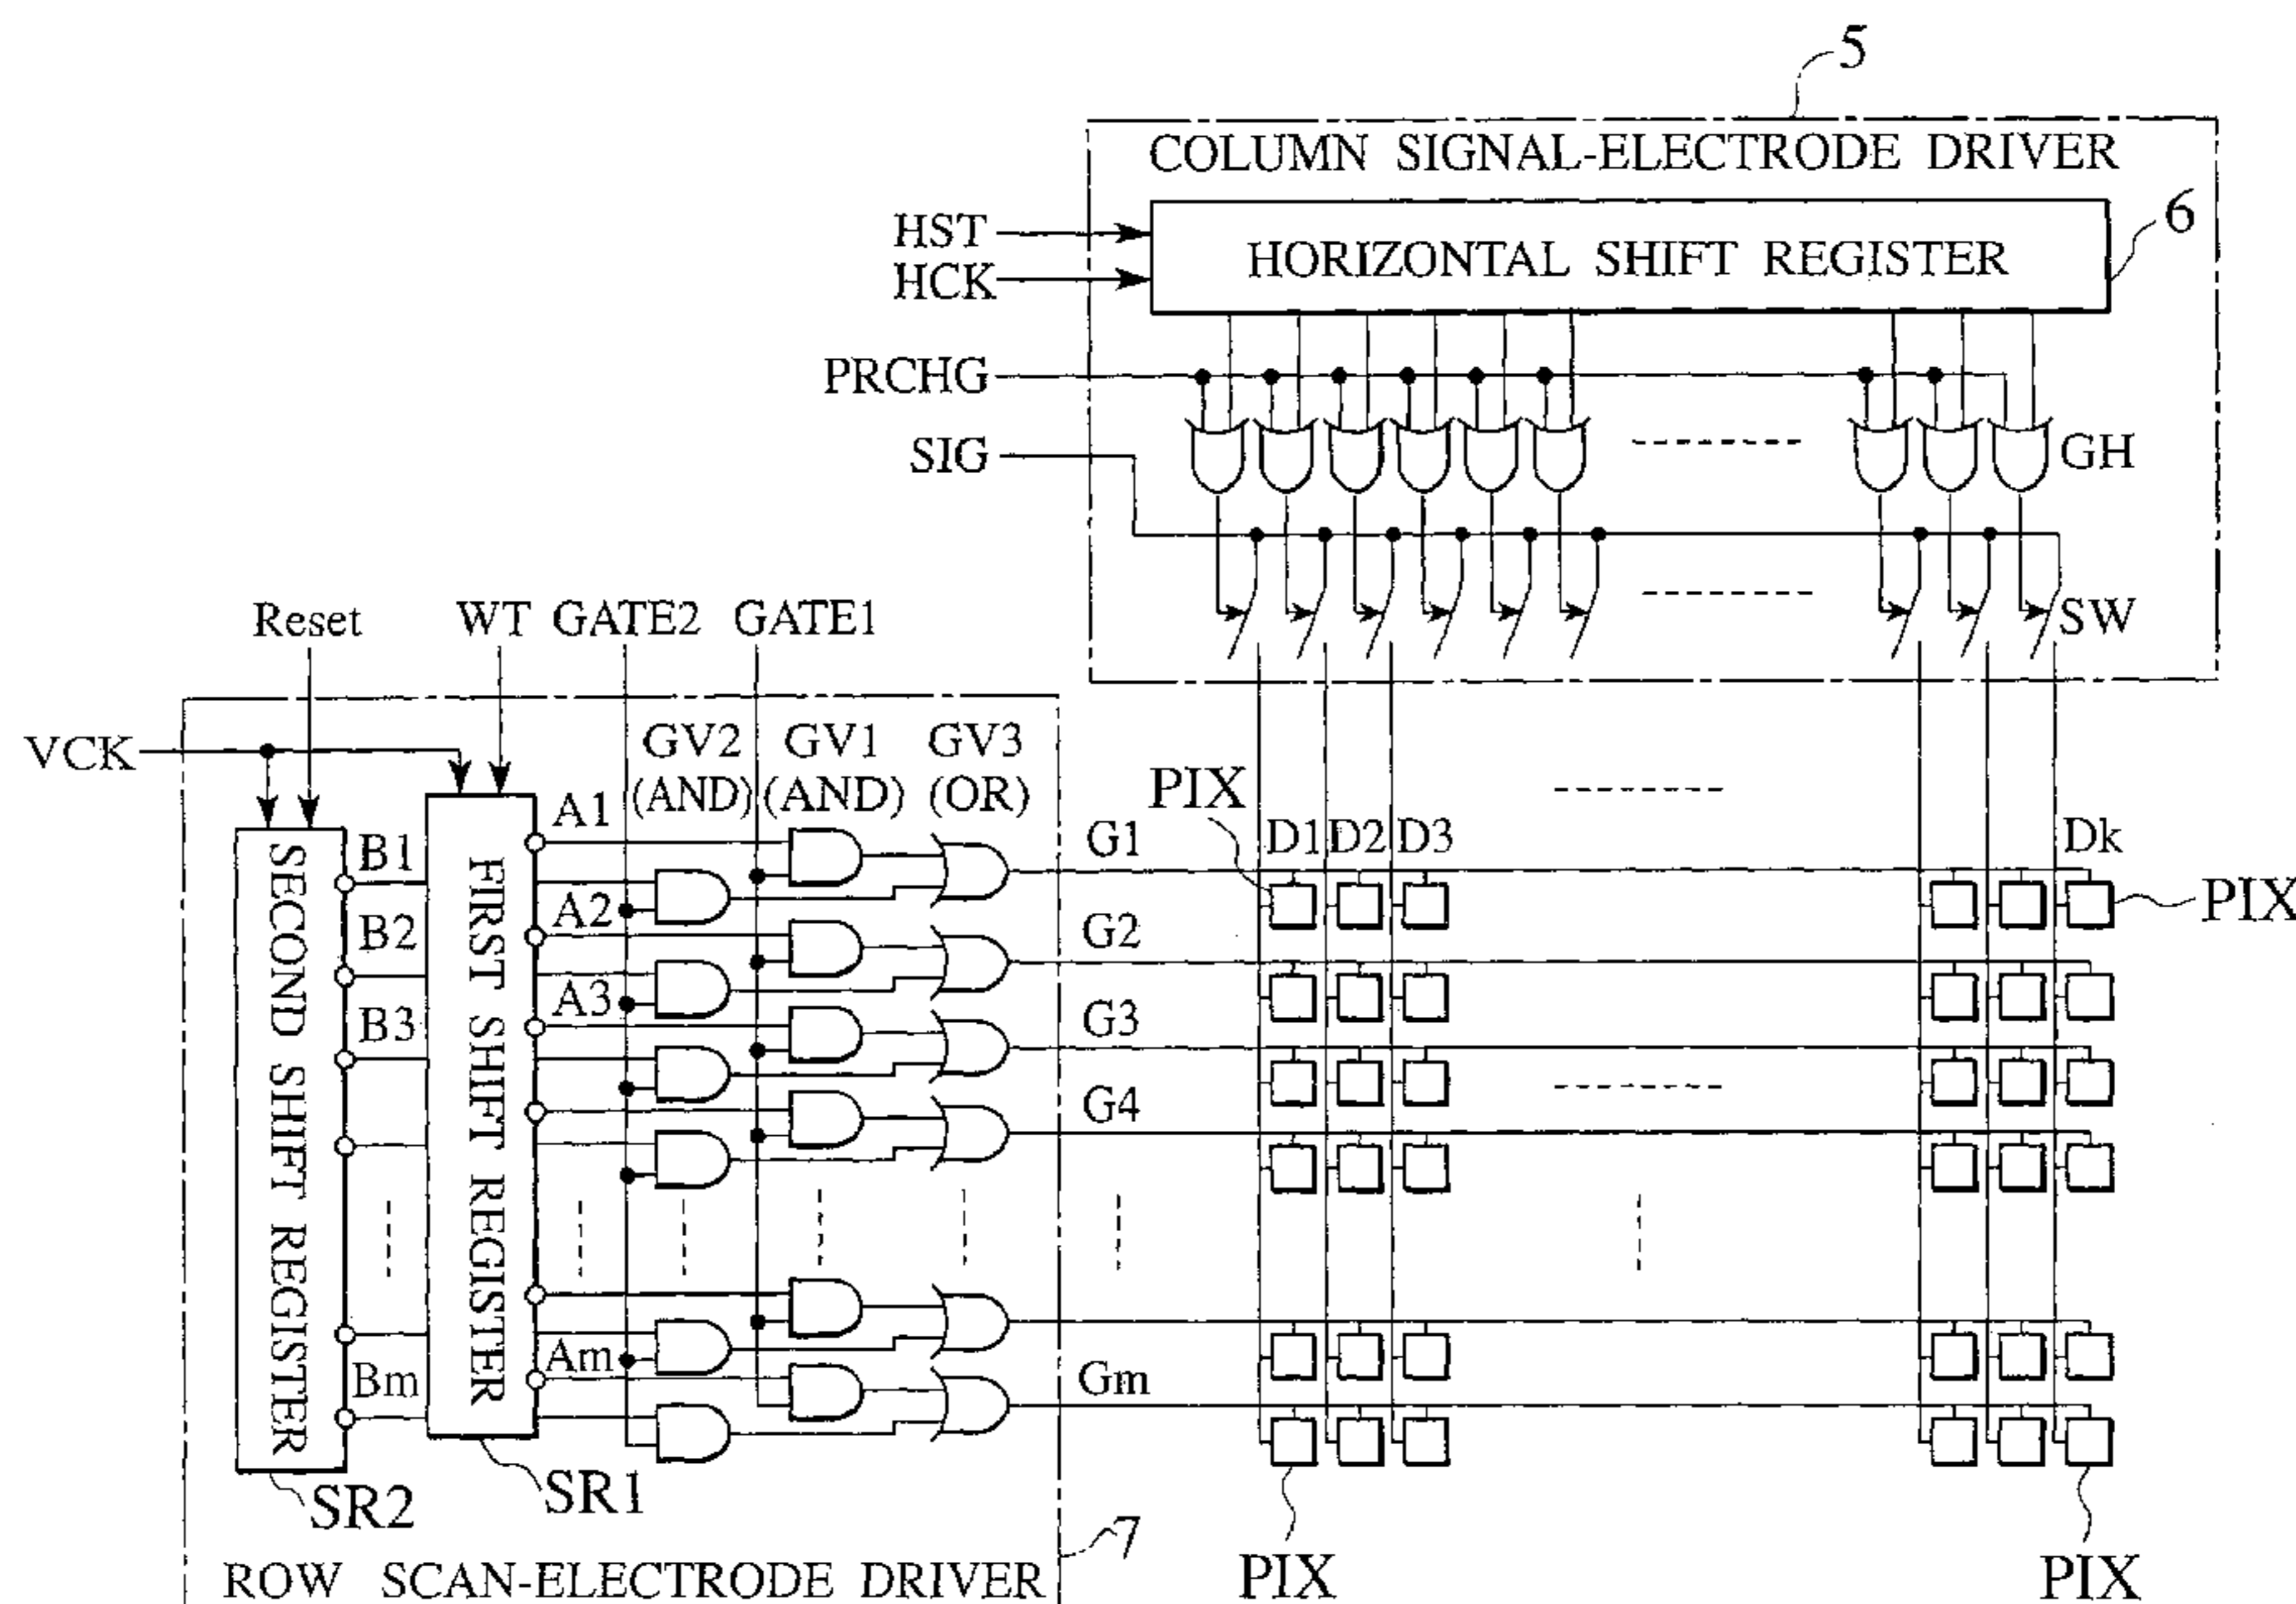 5
COLUMN SIGNAL-ELECTRODE DRIVER
HST
HCK
HORIZONTAL SHIFT REGISTER
6
PRCHG
SIG
GH
SW
Reset
WT
GATE2
GATE1
VCK
GV2
(AND)
GV1
(AND)
GV3
(OR)
SECOND SHIFT REGISTER
FIRST SHIFT REGISTER
B1
B2
B3
Bm
A1
A2
A3
Am
G1
G2
G3
G4
Gm
PIX
D1
D2
D3
Dk
PIX
SR2
SR1
7
ROW SCAN-ELECTRODE DRIVER
PIX
PIX